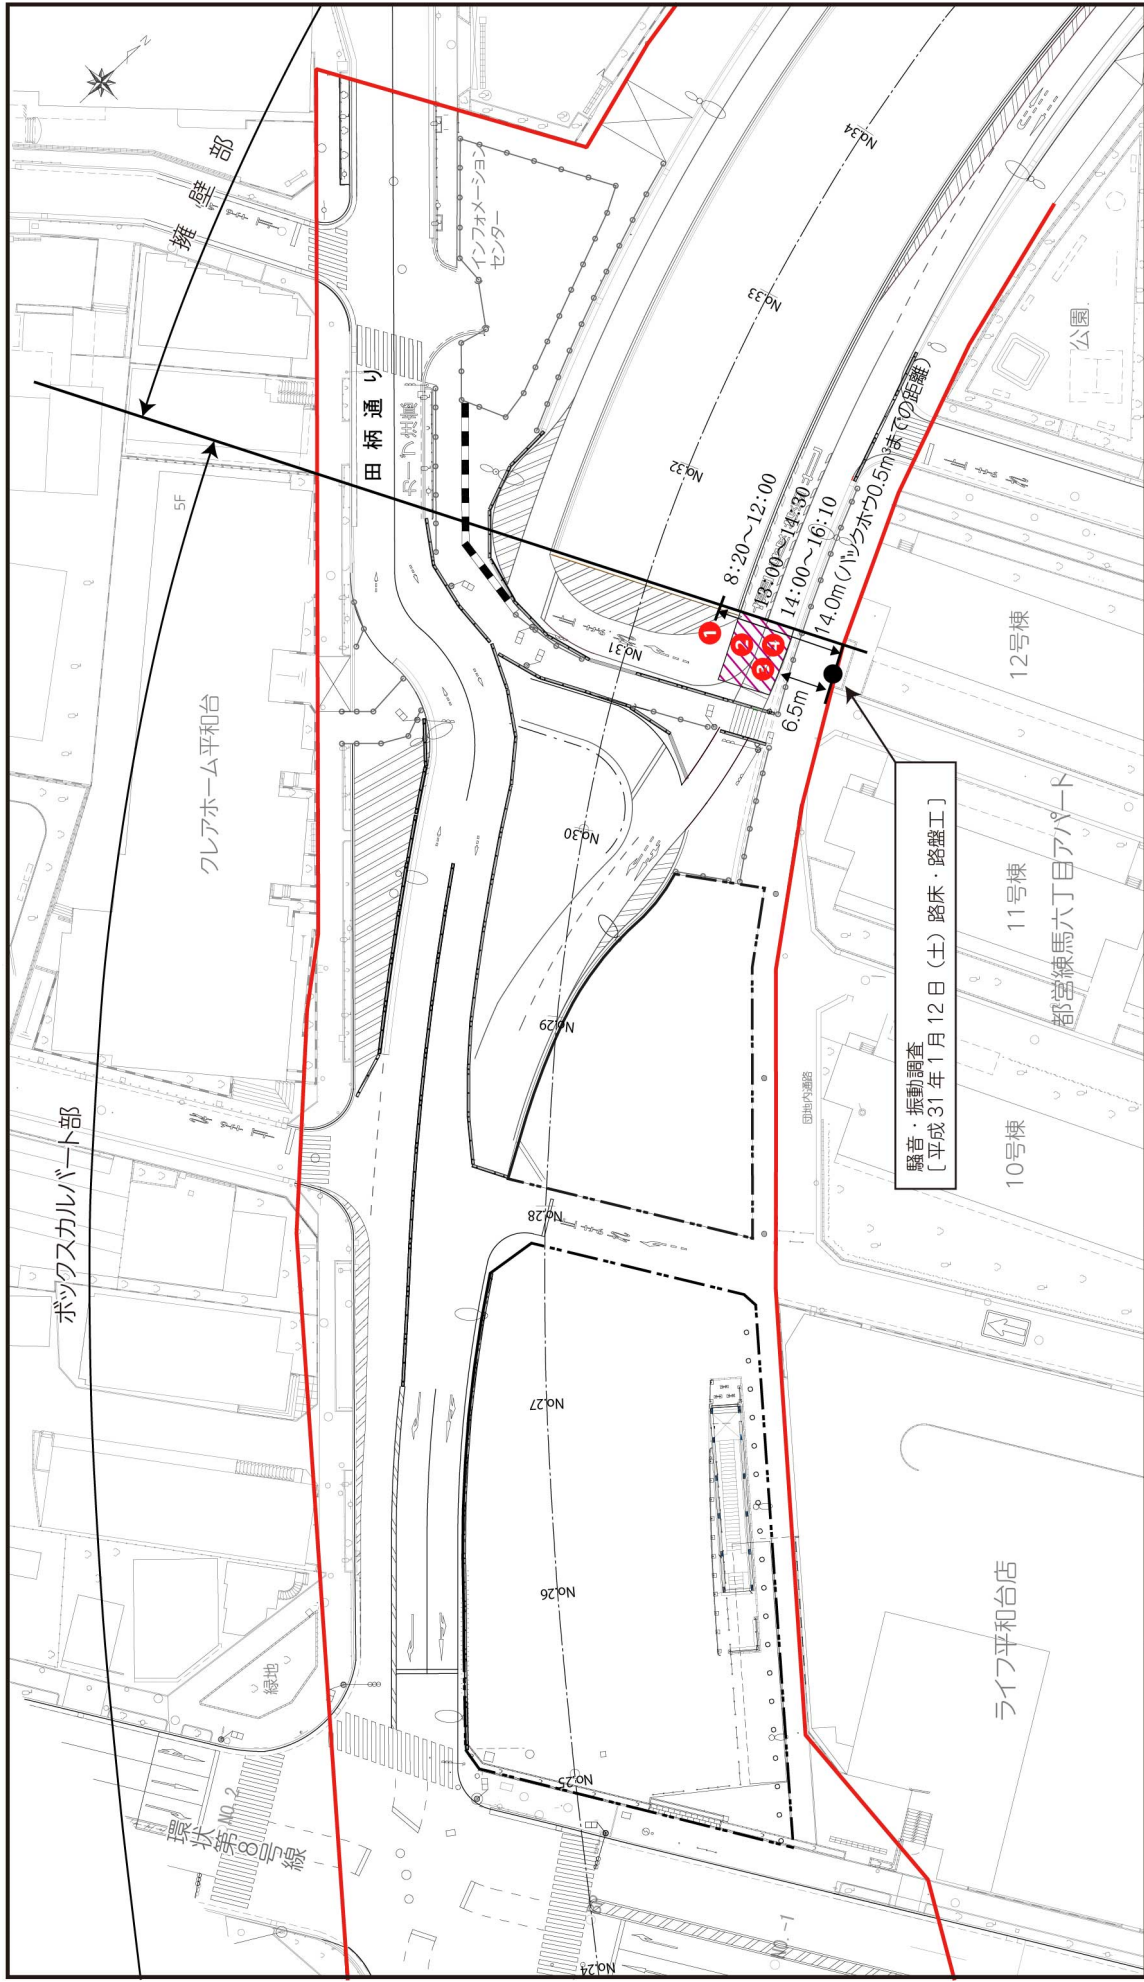 擁壁部
N
インフォメーション
センター
田柄通り
5F
No.34
No.33
No.32
No.31
公園
クレアホーム平和台
❶ 8:20～12:00
❷ 13:00～14:30
❸
❹ 14:00～16:10
14.0m(バックホウ0.5m³までの距離)
6.5m
12号棟
11号棟
都営練馬六丁目アパート
10号棟
団地内通路
騒音・振動調査
[平成31年1月12日（土）路床・路盤工]
ボックスカルバート部
No.30
No.29
No.28
No.27
No.26
No.25
No.24
緑地
環状第8号線
NO.2
NO.-1
ライフ平和台店